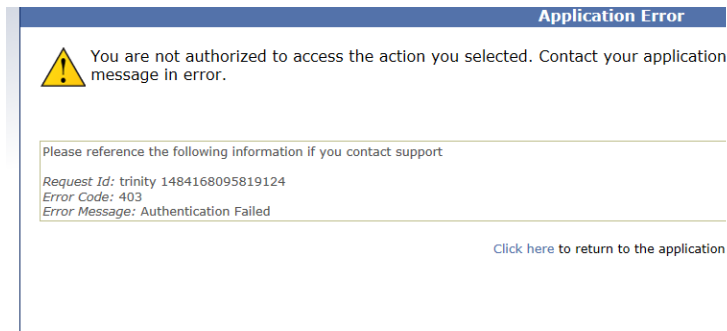 Application Error
You are not authorized to access the action you selected. Contact your application
message in error.
Please reference the following information if you contact support
Request Id: trinity 1484168095819124
Error Code: 403
Error Message: Authentication Failed
Click here to return to the application